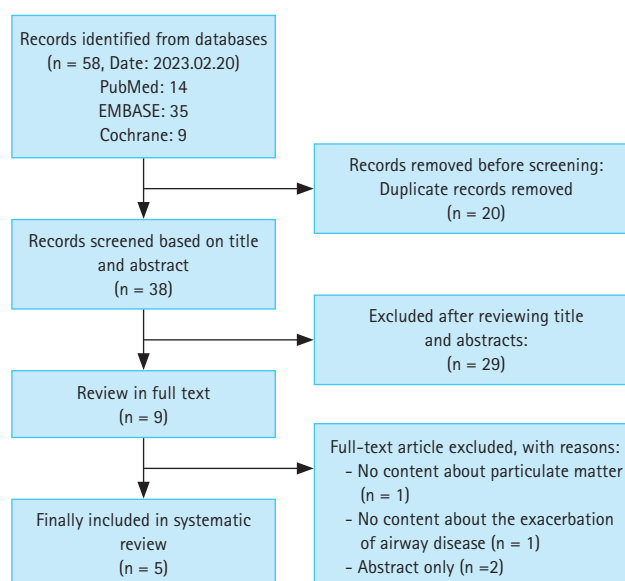 Records identified from databases
(n = 58, Date: 2023.02.20)
PubMed: 14
EMBASE: 35
Cochrane: 9
Records removed before screening:
Duplicate records removed
(n = 20)
Records screened based on title
and abstract
(n = 38)
Excluded after reviewing title
and abstracts:
(n = 29)
Review in full text
(n = 9)
Full-text article excluded, with reasons:
- No content about particulate matter
(n = 1)
- No content about the exacerbation
of airway disease (n = 1)
- Abstract only (n =2)
Finally included in systematic
review
(n = 5)